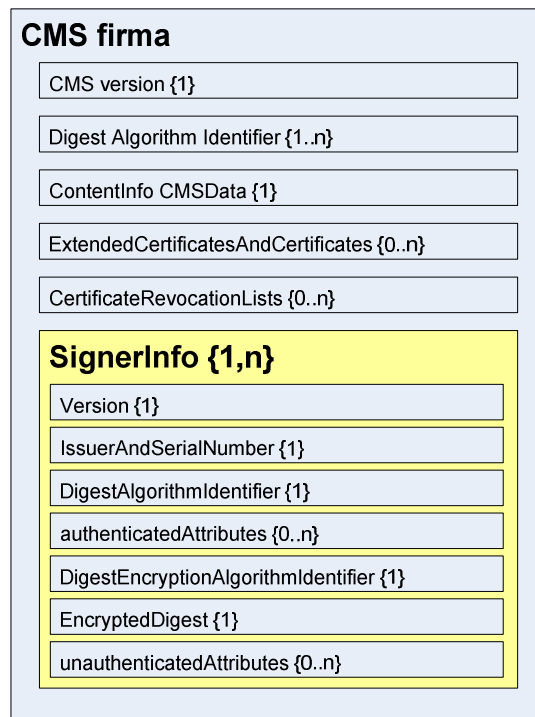 CMS firma
CMS version {1}
Digest Algorithm Identifier {1..n}
ContentInfo CMSData {1}
ExtendedCertificatesAndCertificates {0..n}
CertificateRevocationLists {0..n}
SignerInfo {1,n}
Version {1}
IssuerAndSerialNumber {1}
DigestAlgorithmIdentifier {1}
authenticatedAttributes {0..n}
DigestEncryptionAlgorithmIdentifier {1}
EncryptedDigest {1}
unauthenticatedAttributes {0..n}